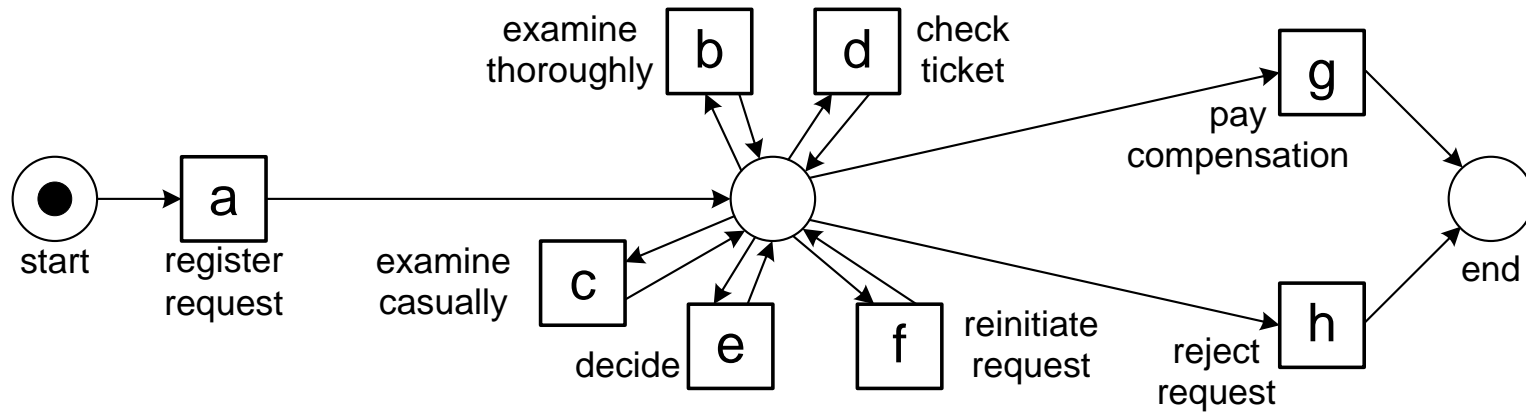 examine
thoroughly
b
d
check
ticket
g
pay
compensation
start
a
register
request
examine
casually
c
decide
e
f
reinitiate
request
h
reject
request
end